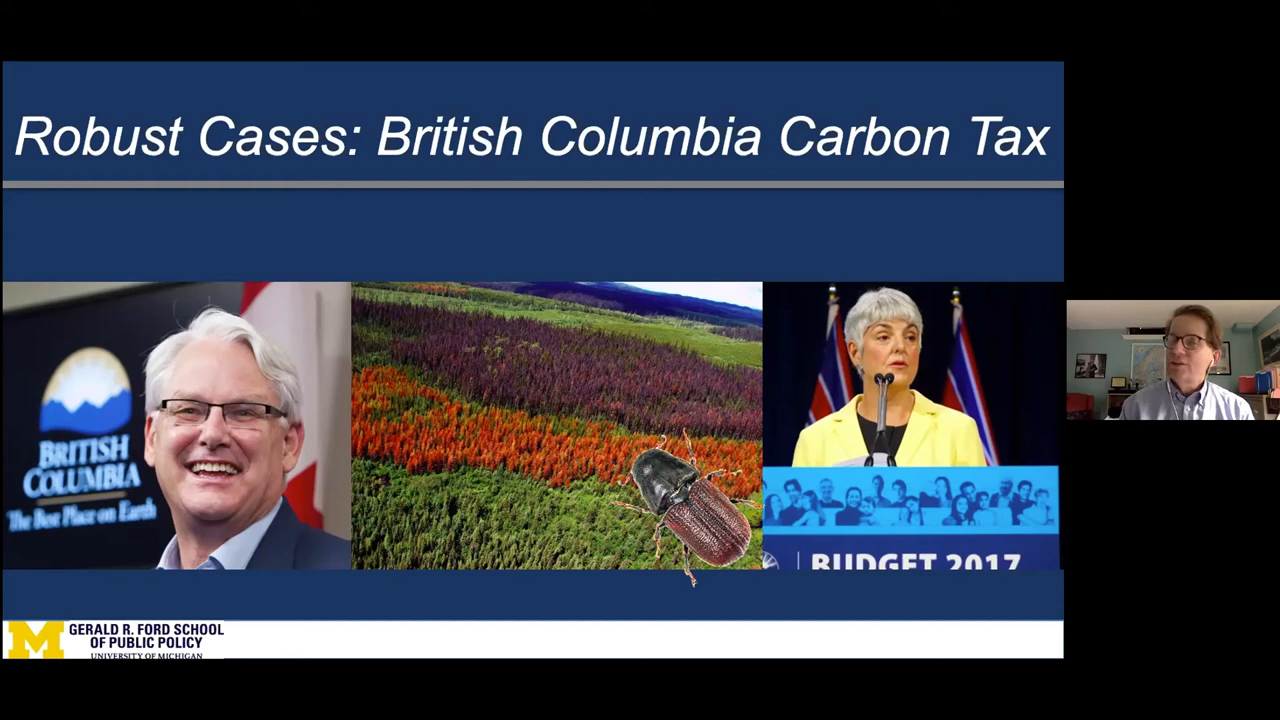 Robust Cases: British Columbia Carbon Tax
BRITISH
COLUMBIA
The Best Place on Earth
BUDGET 2017
M
GERALD R. FORD SCHOOL
OF PUBLIC POLICY
UNIVERSITY OF MICHIGAN